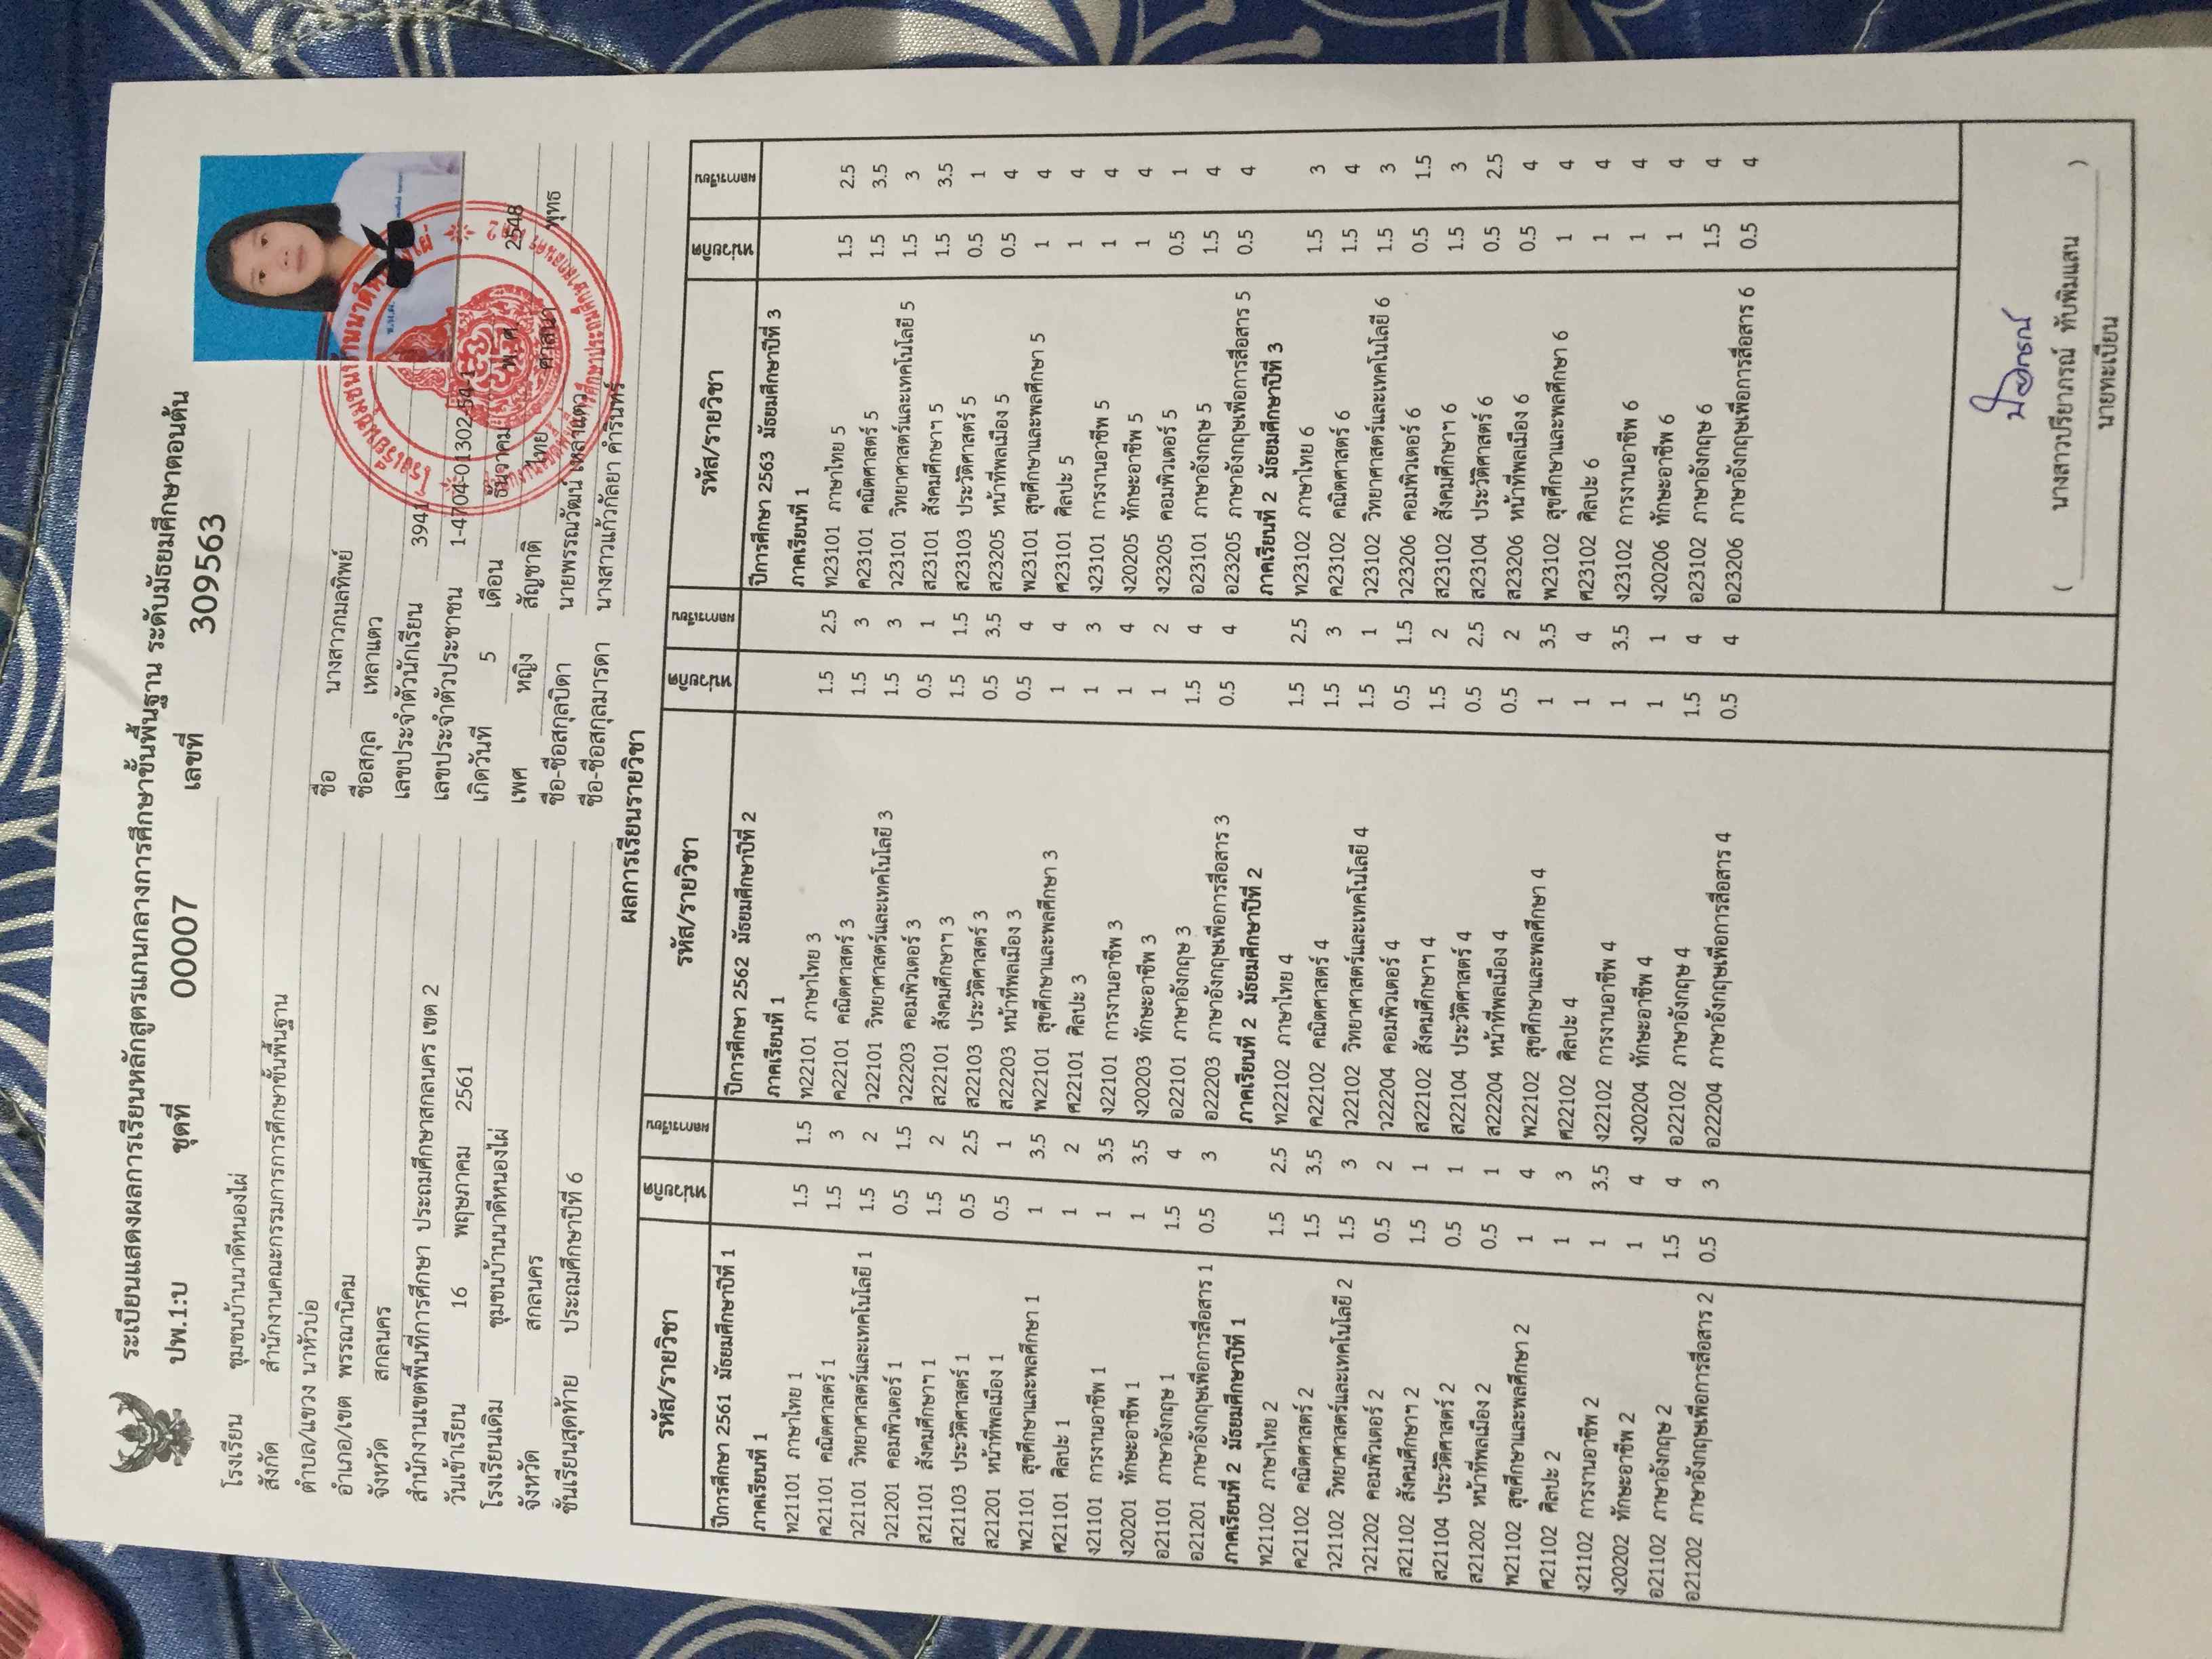 ระเบียนแสดงผลการเรียนหลักสูตรแกนกลางการศึกษาขั้นพื้นฐาน ระดับมัธยมศึกษาตอนต้น
ปพ.1:บ ชุดที่ 00007 เลขที่ 309563
โรงเรียน ชุมชนบ้านนาดีหนองไผ่
สังกัด สำนักงานคณะกรรมการการศึกษาขั้นพื้นฐาน
ตำบล/แขวง นาหัวบ่อ
อำเภอ/เขต พรรณานิคม
จังหวัด สกลนคร
สำนักงานเขตพื้นที่การศึกษา ประถมศึกษาสกลนคร เขต 2
วันเข้าเรียน 16 พฤษภาคม 2561
โรงเรียนเดิม ชุมชนบ้านนาดีหนองไผ่
จังหวัด สกลนคร
ชั้นเรียนสุดท้าย ประถมศึกษาปีที่ 6
ชื่อ นางสาวกมลทิพย์
ชื่อสกุล เหลาแตว
เลขประจำตัวนักเรียน 3941
เลขประจำตัวประชาชน 1-4704-01302-54-1
เกิดวันที่ 5 เดือน ธันวาคม พ.ศ. 2548
เพศ หญิง สัญชาติ ไทย ศาสนา พุทธ
ชื่อ-ชื่อสกุลบิดา นายพรรณวัฒน์ เหลาแตว
ชื่อ-ชื่อสกุลมารดา นางสาวแก้วกัลยา คำรินทร์
ผลการเรียนรายวิชา
รหัส/รายวิชา หน่วยกิต ผลการเรียน
ปีการศึกษา 2561 มัธยมศึกษาปีที่ 1
ภาคเรียนที่ 1
ท21101 ภาษาไทย 1 1.5 1.5
ค21101 คณิตศาสตร์ 1 1.5 3
ว21101 วิทยาศาสตร์และเทคโนโลยี 1 1.5 2
ว21201 คอมพิวเตอร์ 1 0.5 1.5
ส21101 สังคมศึกษาฯ 1 1.5 2
ส21103 ประวัติศาสตร์ 1 0.5 2.5
ส21201 หน้าที่พลเมือง 1 0.5 1
พ21101 สุขศึกษาและพลศึกษา 1 1 3.5
ศ21101 ศิลปะ 1 1 2
ง21101 การงานอาชีพ 1 1 3.5
ง20201 ทักษะอาชีพ 1 1 3.5
อ21101 ภาษาอังกฤษ 1 1.5 4
อ21201 ภาษาอังกฤษเพื่อการสื่อสาร 1 0.5 3
ภาคเรียนที่ 2 มัธยมศึกษาปีที่ 1
ท21102 ภาษาไทย 2 1.5 2.5
ค21102 คณิตศาสตร์ 2 1.5 3.5
ว21102 วิทยาศาสตร์และเทคโนโลยี 2 1.5 3
ว21202 คอมพิวเตอร์ 2 0.5 2
ส21102 สังคมศึกษาฯ 2 1.5 1
ส21104 ประวัติศาสตร์ 2 0.5 1
ส21202 หน้าที่พลเมือง 2 0.5 1
พ21102 สุขศึกษาและพลศึกษา 2 1 4
ศ21102 ศิลปะ 2 1 3
ง21102 การงานอาชีพ 2 1 3.5
ง20202 ทักษะอาชีพ 2 1 4
อ21102 ภาษาอังกฤษ 2 1.5 4
อ21202 ภาษาอังกฤษเพื่อการสื่อสาร 2 0.5 3
รหัส/รายวิชา หน่วยกิต ผลการเรียน
ปีการศึกษา 2562 มัธยมศึกษาปีที่ 2
ภาคเรียนที่ 1
ท22101 ภาษาไทย 3 1.5 2.5
ค22101 คณิตศาสตร์ 3 1.5 3
ว22101 วิทยาศาสตร์และเทคโนโลยี 3 1.5 3
ว22203 คอมพิวเตอร์ 3 0.5 1
ส22101 สังคมศึกษาฯ 3 1.5 1.5
ส22103 ประวัติศาสตร์ 3 0.5 3.5
ส22203 หน้าที่พลเมือง 3 0.5 4
พ22101 สุขศึกษาและพลศึกษา 3 1 4
ศ22101 ศิลปะ 3 1 3
ง22101 การงานอาชีพ 3 1 4
ง20203 ทักษะอาชีพ 3 1 2
อ22101 ภาษาอังกฤษ 3 1.5 4
อ22203 ภาษาอังกฤษเพื่อการสื่อสาร 3 0.5 4
ภาคเรียนที่ 2 มัธยมศึกษาปีที่ 2
ท22102 ภาษาไทย 4 1.5 2.5
ค22102 คณิตศาสตร์ 4 1.5 3
ว22102 วิทยาศาสตร์และเทคโนโลยี 4 1.5 1
ว22204 คอมพิวเตอร์ 4 0.5 1.5
ส22102 สังคมศึกษาฯ 4 1.5 2
ส22104 ประวัติศาสตร์ 4 0.5 2.5
ส22204 หน้าที่พลเมือง 4 0.5 2
พ22102 สุขศึกษาและพลศึกษา 4 1 3.5
ศ22102 ศิลปะ 4 1 4
ง22102 การงานอาชีพ 4 1 3.5
ง20204 ทักษะอาชีพ 4 1 1
อ22102 ภาษาอังกฤษ 4 1.5 4
อ22204 ภาษาอังกฤษเพื่อการสื่อสาร 4 0.5 4
รหัส/รายวิชา หน่วยกิต ผลการเรียน
ปีการศึกษา 2563 มัธยมศึกษาปีที่ 3
ภาคเรียนที่ 1
ท23101 ภาษาไทย 5 1.5 2.5
ค23101 คณิตศาสตร์ 5 1.5 3.5
ว23101 วิทยาศาสตร์และเทคโนโลยี 5 1.5 3
ส23101 สังคมศึกษาฯ 5 1.5 3.5
ส23103 ประวัติศาสตร์ 5 0.5 1
ส23205 หน้าที่พลเมือง 5 0.5 4
พ23101 สุขศึกษาและพลศึกษา 5 1 4
ศ23101 ศิลปะ 5 1 4
ง23101 การงานอาชีพ 5 1 4
ง20205 ทักษะอาชีพ 5 1 4
ง23205 คอมพิวเตอร์ 5 0.5 1
อ23101 ภาษาอังกฤษ 5 1.5 4
อ23205 ภาษาอังกฤษเพื่อการสื่อสาร 5 0.5 4
ภาคเรียนที่ 2 มัธยมศึกษาปีที่ 3
ท23102 ภาษาไทย 6 1.5 3
ค23102 คณิตศาสตร์ 6 1.5 4
ว23102 วิทยาศาสตร์และเทคโนโลยี 6 1.5 3
ว23206 คอมพิวเตอร์ 6 0.5 1.5
ส23102 สังคมศึกษาฯ 6 1.5 3
ส23104 ประวัติศาสตร์ 6 0.5 2.5
ส23206 หน้าที่พลเมือง 6 0.5 4
พ23102 สุขศึกษาและพลศึกษา 6 1 4
ศ23102 ศิลปะ 6 1 4
ง23102 การงานอาชีพ 6 1 4
ง20206 ทักษะอาชีพ 6 1 4
อ23102 ภาษาอังกฤษ 6 1.5 4
อ23206 ภาษาอังกฤษเพื่อการสื่อสาร 6 0.5 4
( นางสาวปรียาภรณ์ ทับพิมแสน )
นายทะเบียน